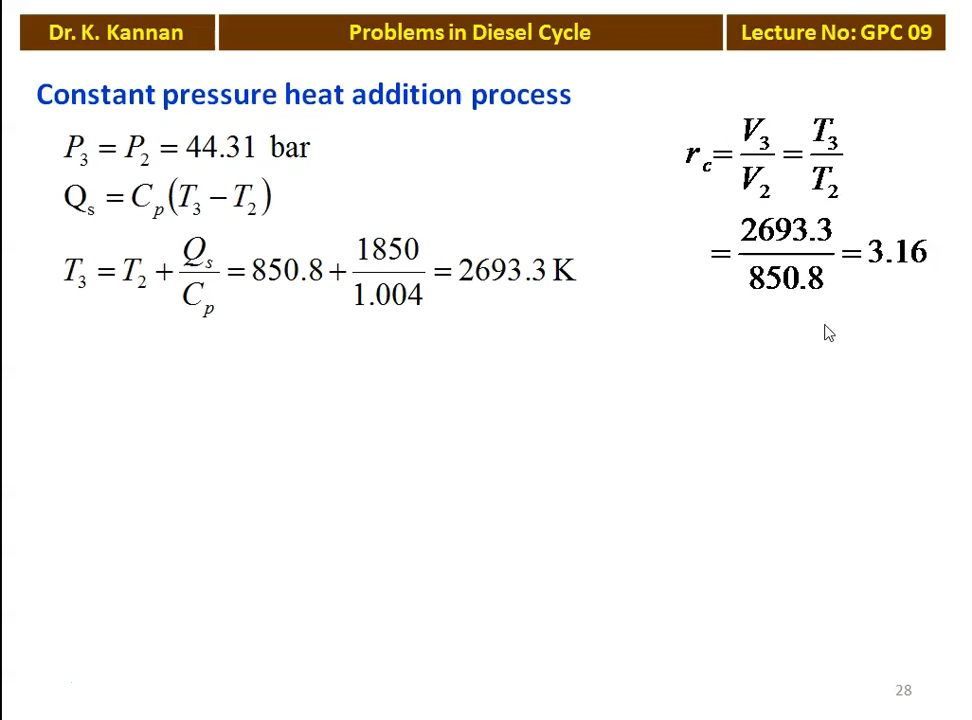 Dr. K. Kannan
Problems in Diesel Cycle
Lecture No: GPC 09
Constant pressure heat addition process
P₃ = P₂ = 44.31 bar
Qₛ = Cₚ(T₃ − T₂)
T₃ = T₂ + Qₛ/Cₚ = 850.8 + 1850/1.004 = 2693.3 K
r_c = V₃/V₂ = T₃/T₂
= 2693.3/850.8 = 3.16
28